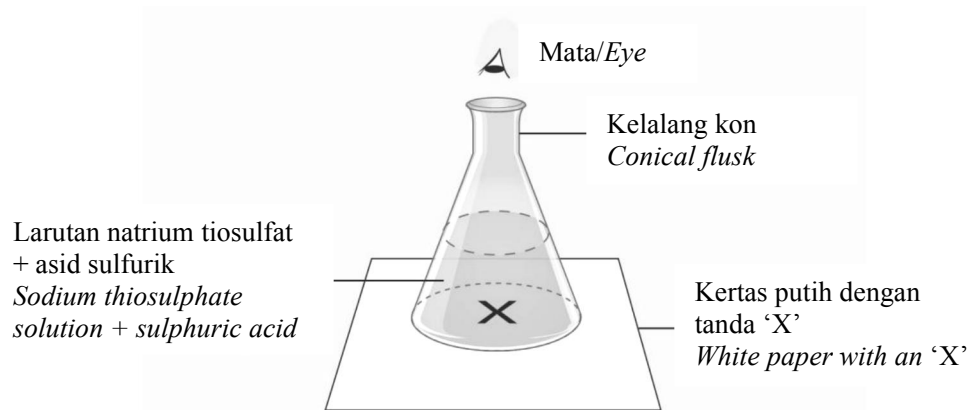 Mata/Eye
Kelalang kon
Conical flusk
Larutan natrium tiosulfat
+ asid sulfurik
Sodium thiosulphate
solution + sulphuric acid
X
Kertas putih dengan
tanda ‘X’
White paper with an ‘X’